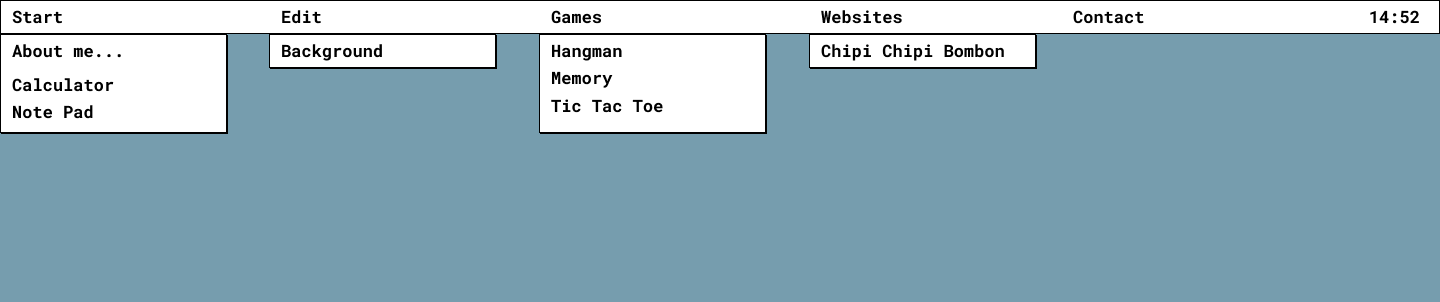 Start Edit Games Websites Contact 14:52
About me... Background Hangman Chipi Chipi Bombon
Memory
Calculator
Tic Tac Toe
Note Pad